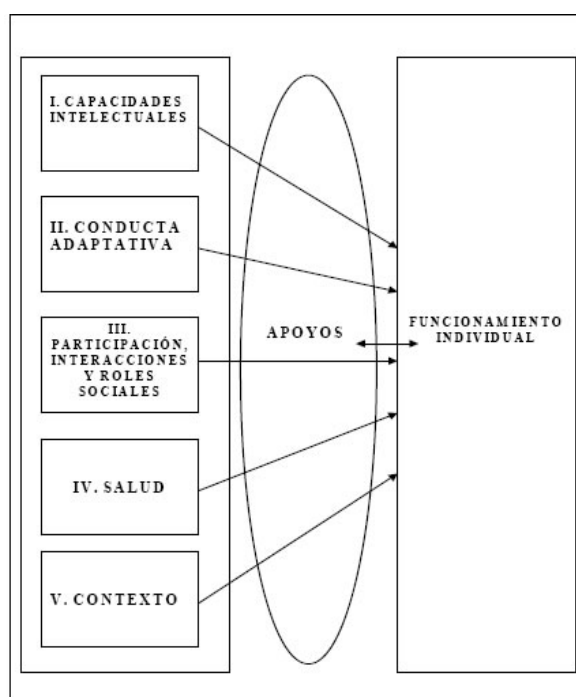 I. CAPACIDADES
INTELECTUALES
II. CONDUCTA
ADAPTATIVA
III.
PARTICIPACIÓN,
INTERACCIONES
Y ROLES
SOCIALES
IV. SALUD
V. CONTEXTO
APOYOS
FUNCIONAMIENTO
INDIVIDUAL